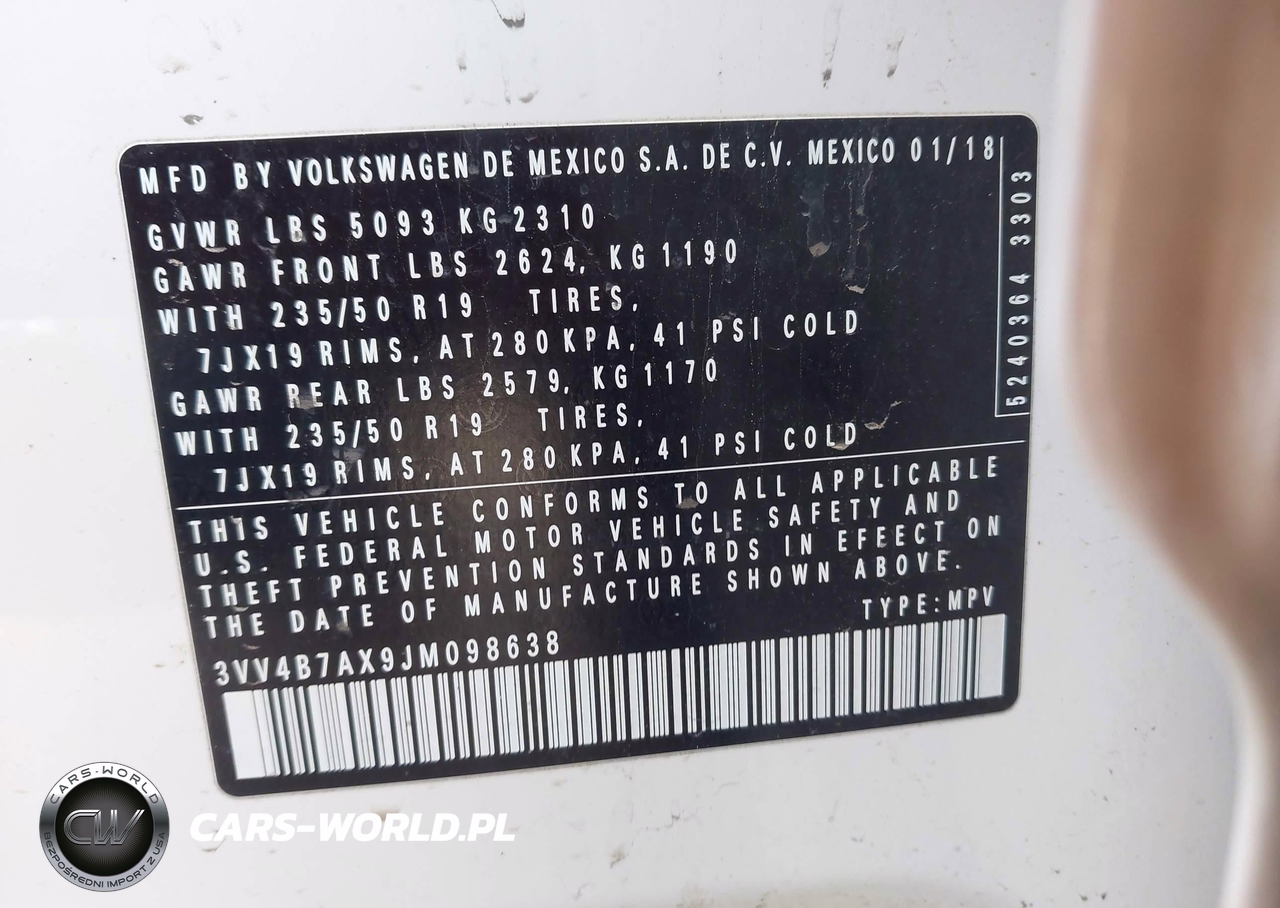 MFD BY VOLKSWAGEN DE MEXICO S.A. DE C.V. MEXICO 01/18
GVWR LBS 5093 KG 2310
GAWR FRONT LBS 2624, KG 1190
WITH 235/50 R19 TIRES,
7JX19 RIMS, AT 280 KPA, 41 PSI COLD
GAWR REAR LBS 2579, KG 1170
WITH 235/50 R19 TIRES,
7JX19 RIMS, AT 280 KPA, 41 PSI COLD
5240364 3303
THIS VEHICLE CONFORMS TO ALL APPLICABLE
U.S. FEDERAL MOTOR VEHICLE SAFETY AND
THEFT PREVENTION STANDARDS IN EFEECT ON
THE DATE OF MANUFACTURE SHOWN ABOVE.
TYPE: MPV
3VV4B7AX9JM098638
CARS-WORLD
CW
BEZPOŚREDNI IMPORT Z USA
CARS-WORLD.PL